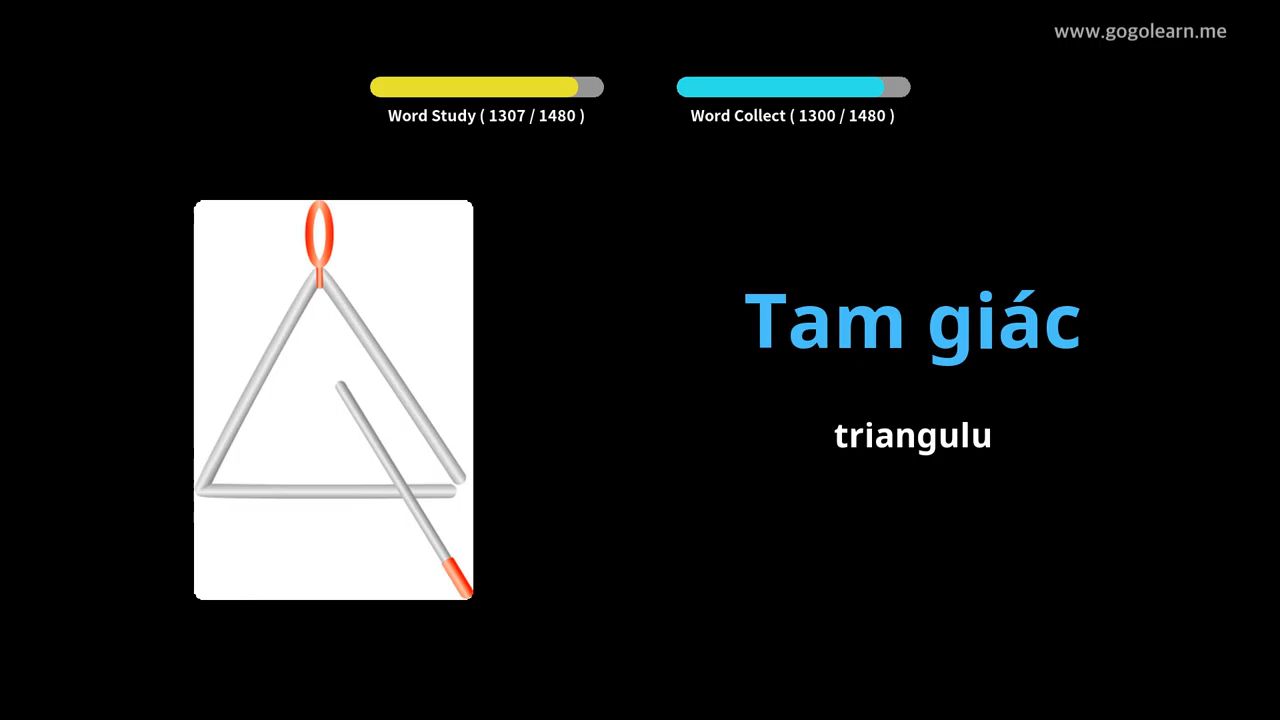 www.gogolearn.me
Word Study ( 1307 / 1480 )
Word Collect ( 1300 / 1480 )
Tam giác
triangulu